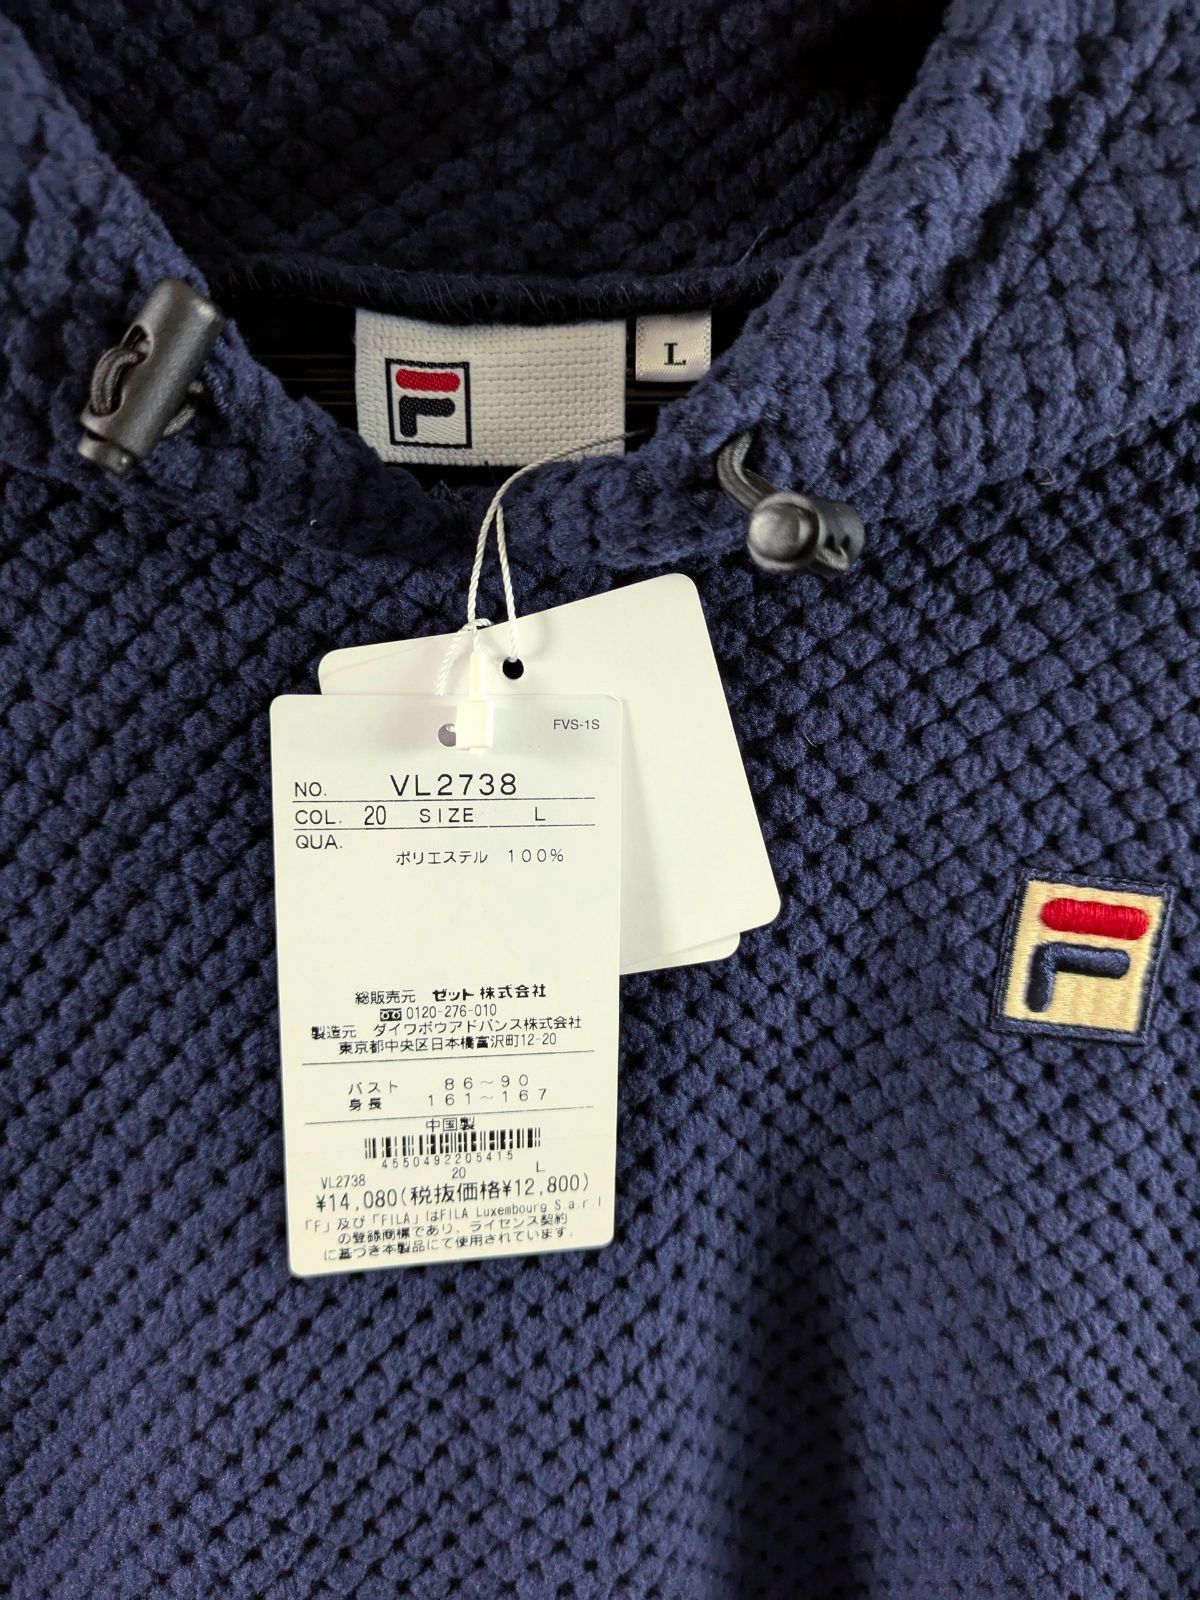 L
FVS-1S
NO. VL2738
COL. 20 SIZE L
QUA.
ポリエステル 100%
総販売元 ゼット株式会社
0120-276-010
製造元 ダイワボウアドバンス株式会社
東京都中央区日本橋富沢町12-20
バスト 86～90
身長 161～167
中国製
4550492205415
VL2738 20 L
¥14,080(税抜価格¥12,800)
「F」及び「FILA」はFILA Luxembourg S.a.r.l
の登録商標であり、ライセンス契約
に基づき本製品にて使用されています.